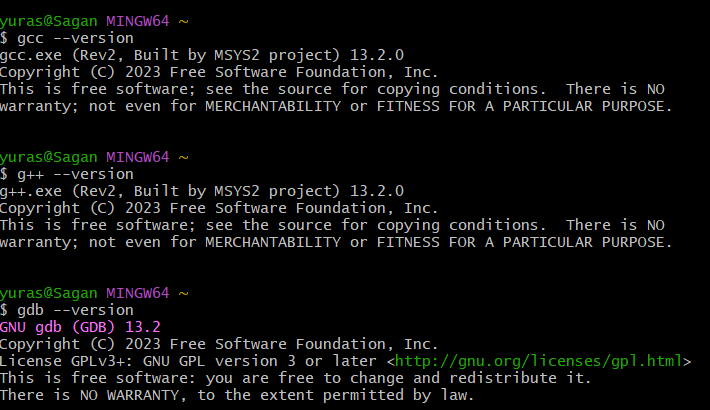 yuras@Sagan MINGW64 ~
$ gcc --version
gcc.exe (Rev2, Built by MSYS2 project) 13.2.0
Copyright (C) 2023 Free Software Foundation, Inc.
This is free software; see the source for copying conditions.  There is NO
warranty; not even for MERCHANTABILITY or FITNESS FOR A PARTICULAR PURPOSE.
yuras@Sagan MINGW64 ~
$ g++ --version
g++.exe (Rev2, Built by MSYS2 project) 13.2.0
Copyright (C) 2023 Free Software Foundation, Inc.
This is free software; see the source for copying conditions.  There is NO
warranty; not even for MERCHANTABILITY or FITNESS FOR A PARTICULAR PURPOSE.
yuras@Sagan MINGW64 ~
$ gdb --version
GNU gdb (GDB) 13.2
Copyright (C) 2023 Free Software Foundation, Inc.
License GPLv3+: GNU GPL version 3 or later <http://gnu.org/licenses/gpl.html>
This is free software: you are free to change and redistribute it.
There is NO WARRANTY, to the extent permitted by law.